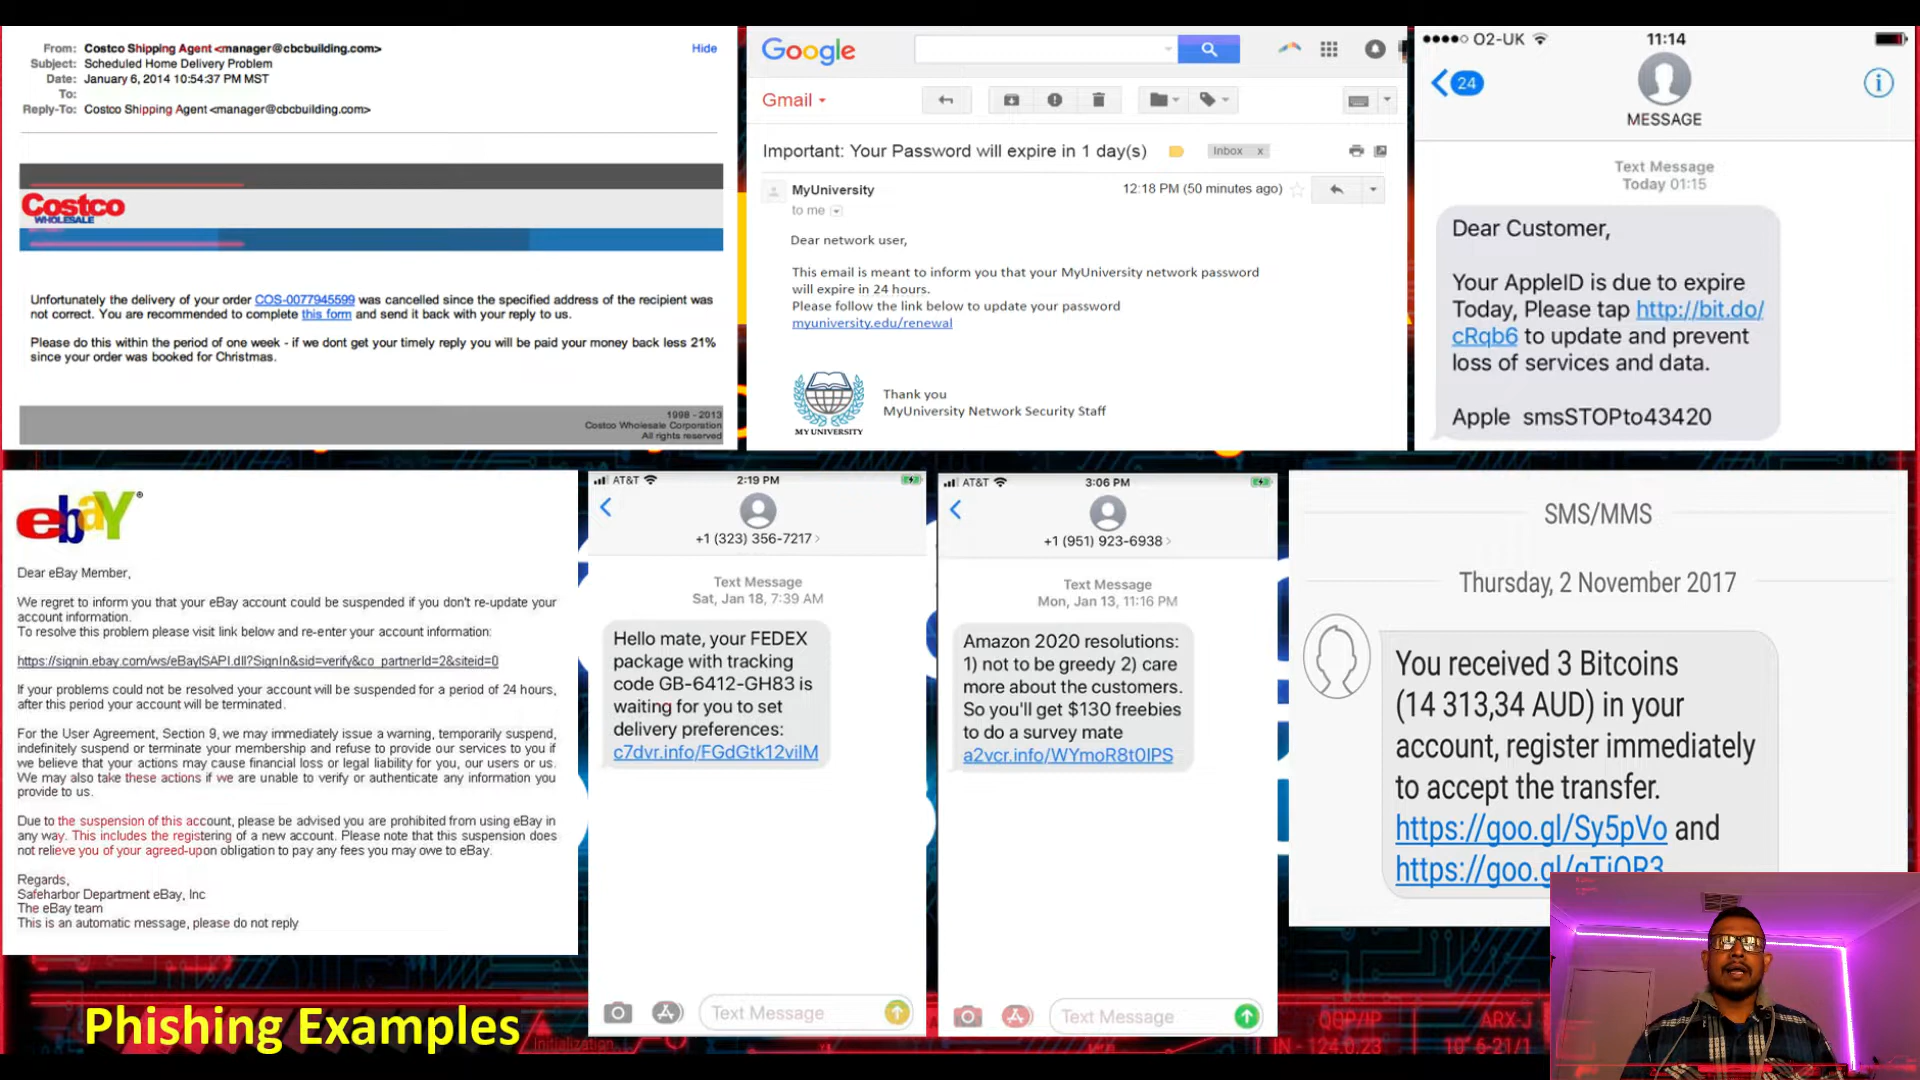 From: Costco Shipping Agent <manager@cbcbuilding.com>
Hide
Subject: Scheduled Home Delivery Problem
Date: January 6, 2014 10:54:37 PM MST
To:
Reply-To: Costco Shipping Agent <manager@cbcbuilding.com>
Costco
WHOLESALE
Unfortunately the delivery of your order COS-0077945599 was cancelled since the specified address of the recipient was
not correct. You are recommended to complete this form and send it back with your reply to us.
Please do this within the period of one week - if we dont get your timely reply you will be paid your money back less 21%
since your order was booked for Christmas.
1998 - 2013
Costco Wholesale Corporation
All rights reserved
Google
Gmail
Important: Your Password will expire in 1 day(s)
Inbox x
MyUniversity
12:18 PM (50 minutes ago)
to me
Dear network user,
This email is meant to inform you that your MyUniversity network password
will expire in 24 hours.
Please follow the link below to update your password
myuniversity.edu/renewal
MY UNIVERSITY
Thank you
MyUniversity Network Security Staff
O2-UK
11:14
24
MESSAGE
Text Message
Today 01:15
Dear Customer,
Your AppleID is due to expire
Today, Please tap http://bit.do/
cRqb6 to update and prevent
loss of services and data.
Apple smsSTOPto43420
ebaY
Dear eBay Member,
We regret to inform you that your eBay account could be suspended if you don't re-update your
account information.
To resolve this problem please visit link below and re-enter your account information:
https://signin.ebay.com/ws/eBayISAPI.dll?SignIn&sid=verify&co_partnerId=2&siteid=0
If your problems could not be resolved your account will be suspended for a period of 24 hours,
after this period your account will be terminated.
For the User Agreement, Section 9, we may immediately issue a warning, temporarily suspend,
indefinitely suspend or terminate your membership and refuse to provide our services to you if
we believe that your actions may cause financial loss or legal liability for you, our users or us.
We may also take these actions if we are unable to verify or authenticate any information you
provide to us.
Due to the suspension of this account, please be advised you are prohibited from using eBay in
any way. This includes the registering of a new account. Please note that this suspension does
not relieve you of your agreed-upon obligation to pay any fees you may owe to eBay.
Regards,
Safeharbor Department eBay, Inc
The eBay team
This is an automatic message, please do not reply
AT&T
2:19 PM
+1 (323) 356-7217
Text Message
Sat, Jan 18, 7:39 AM
Hello mate, your FEDEX
package with tracking
code GB-6412-GH83 is
waiting for you to set
delivery preferences:
c7dvr.info/FGdGtk12vilM
Text Message
AT&T
3:06 PM
+1 (951) 923-6938
Text Message
Mon, Jan 13, 11:16 PM
Amazon 2020 resolutions:
1) not to be greedy 2) care
more about the customers.
So you'll get $130 freebies
to do a survey mate
a2vcr.info/WYmoR8t0lPS
Text Message
SMS/MMS
Thursday, 2 November 2017
You received 3 Bitcoins
(14 313,34 AUD) in your
account, register immediately
to accept the transfer.
https://goo.gl/Sy5pVo and
Phishing Examples
Initialization
IN - 124.0.23
ARX-J